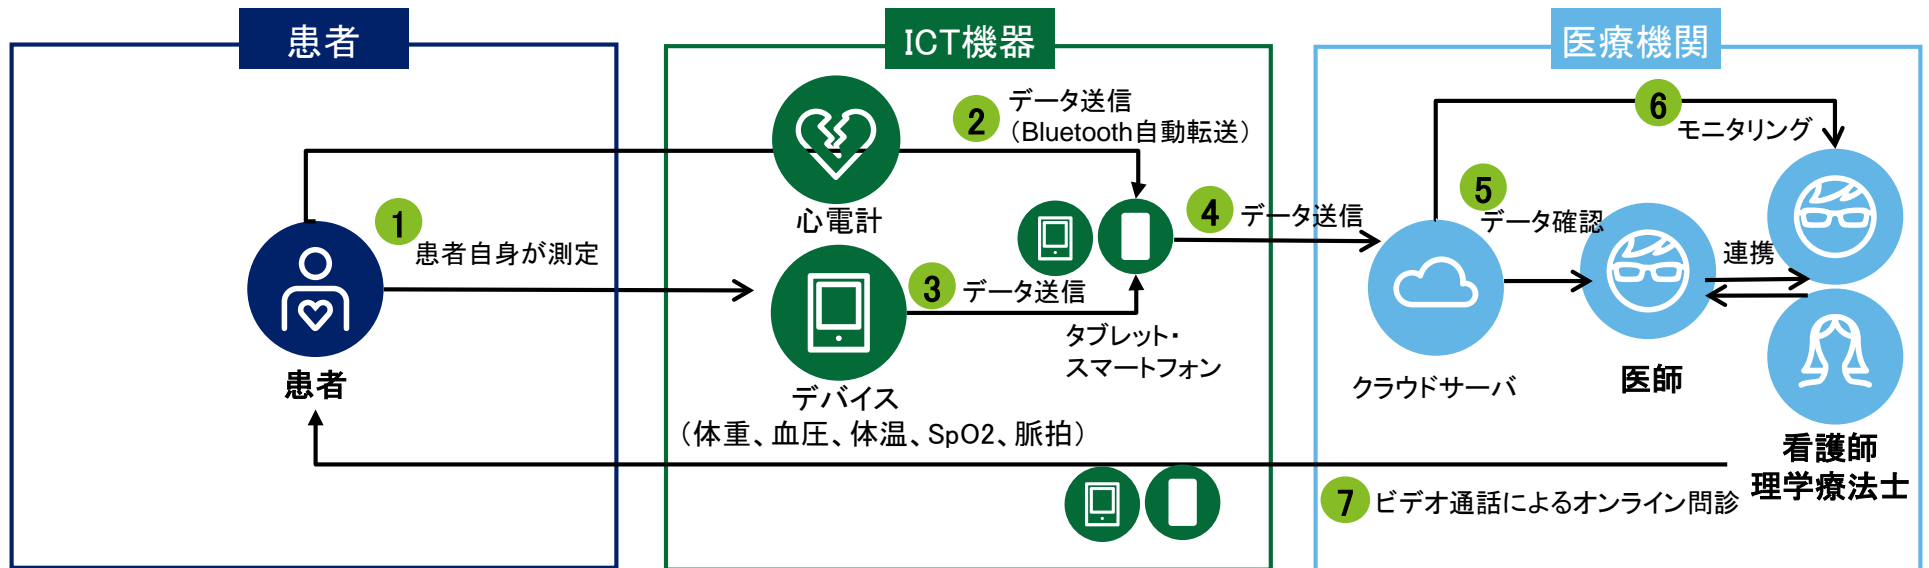 患者
ICT機器
医療機関
1
患者自身が測定
患者
2
データ送信
（Bluetooth自動転送）
心電計
3
データ送信
デバイス
（体重、血圧、体温、SpO2、脈拍）
タブレット・
スマートフォン
4
データ送信
5
データ確認
6
モニタリング
連携
クラウドサーバ
医師
看護師
理学療法士
7
ビデオ通話によるオンライン問診